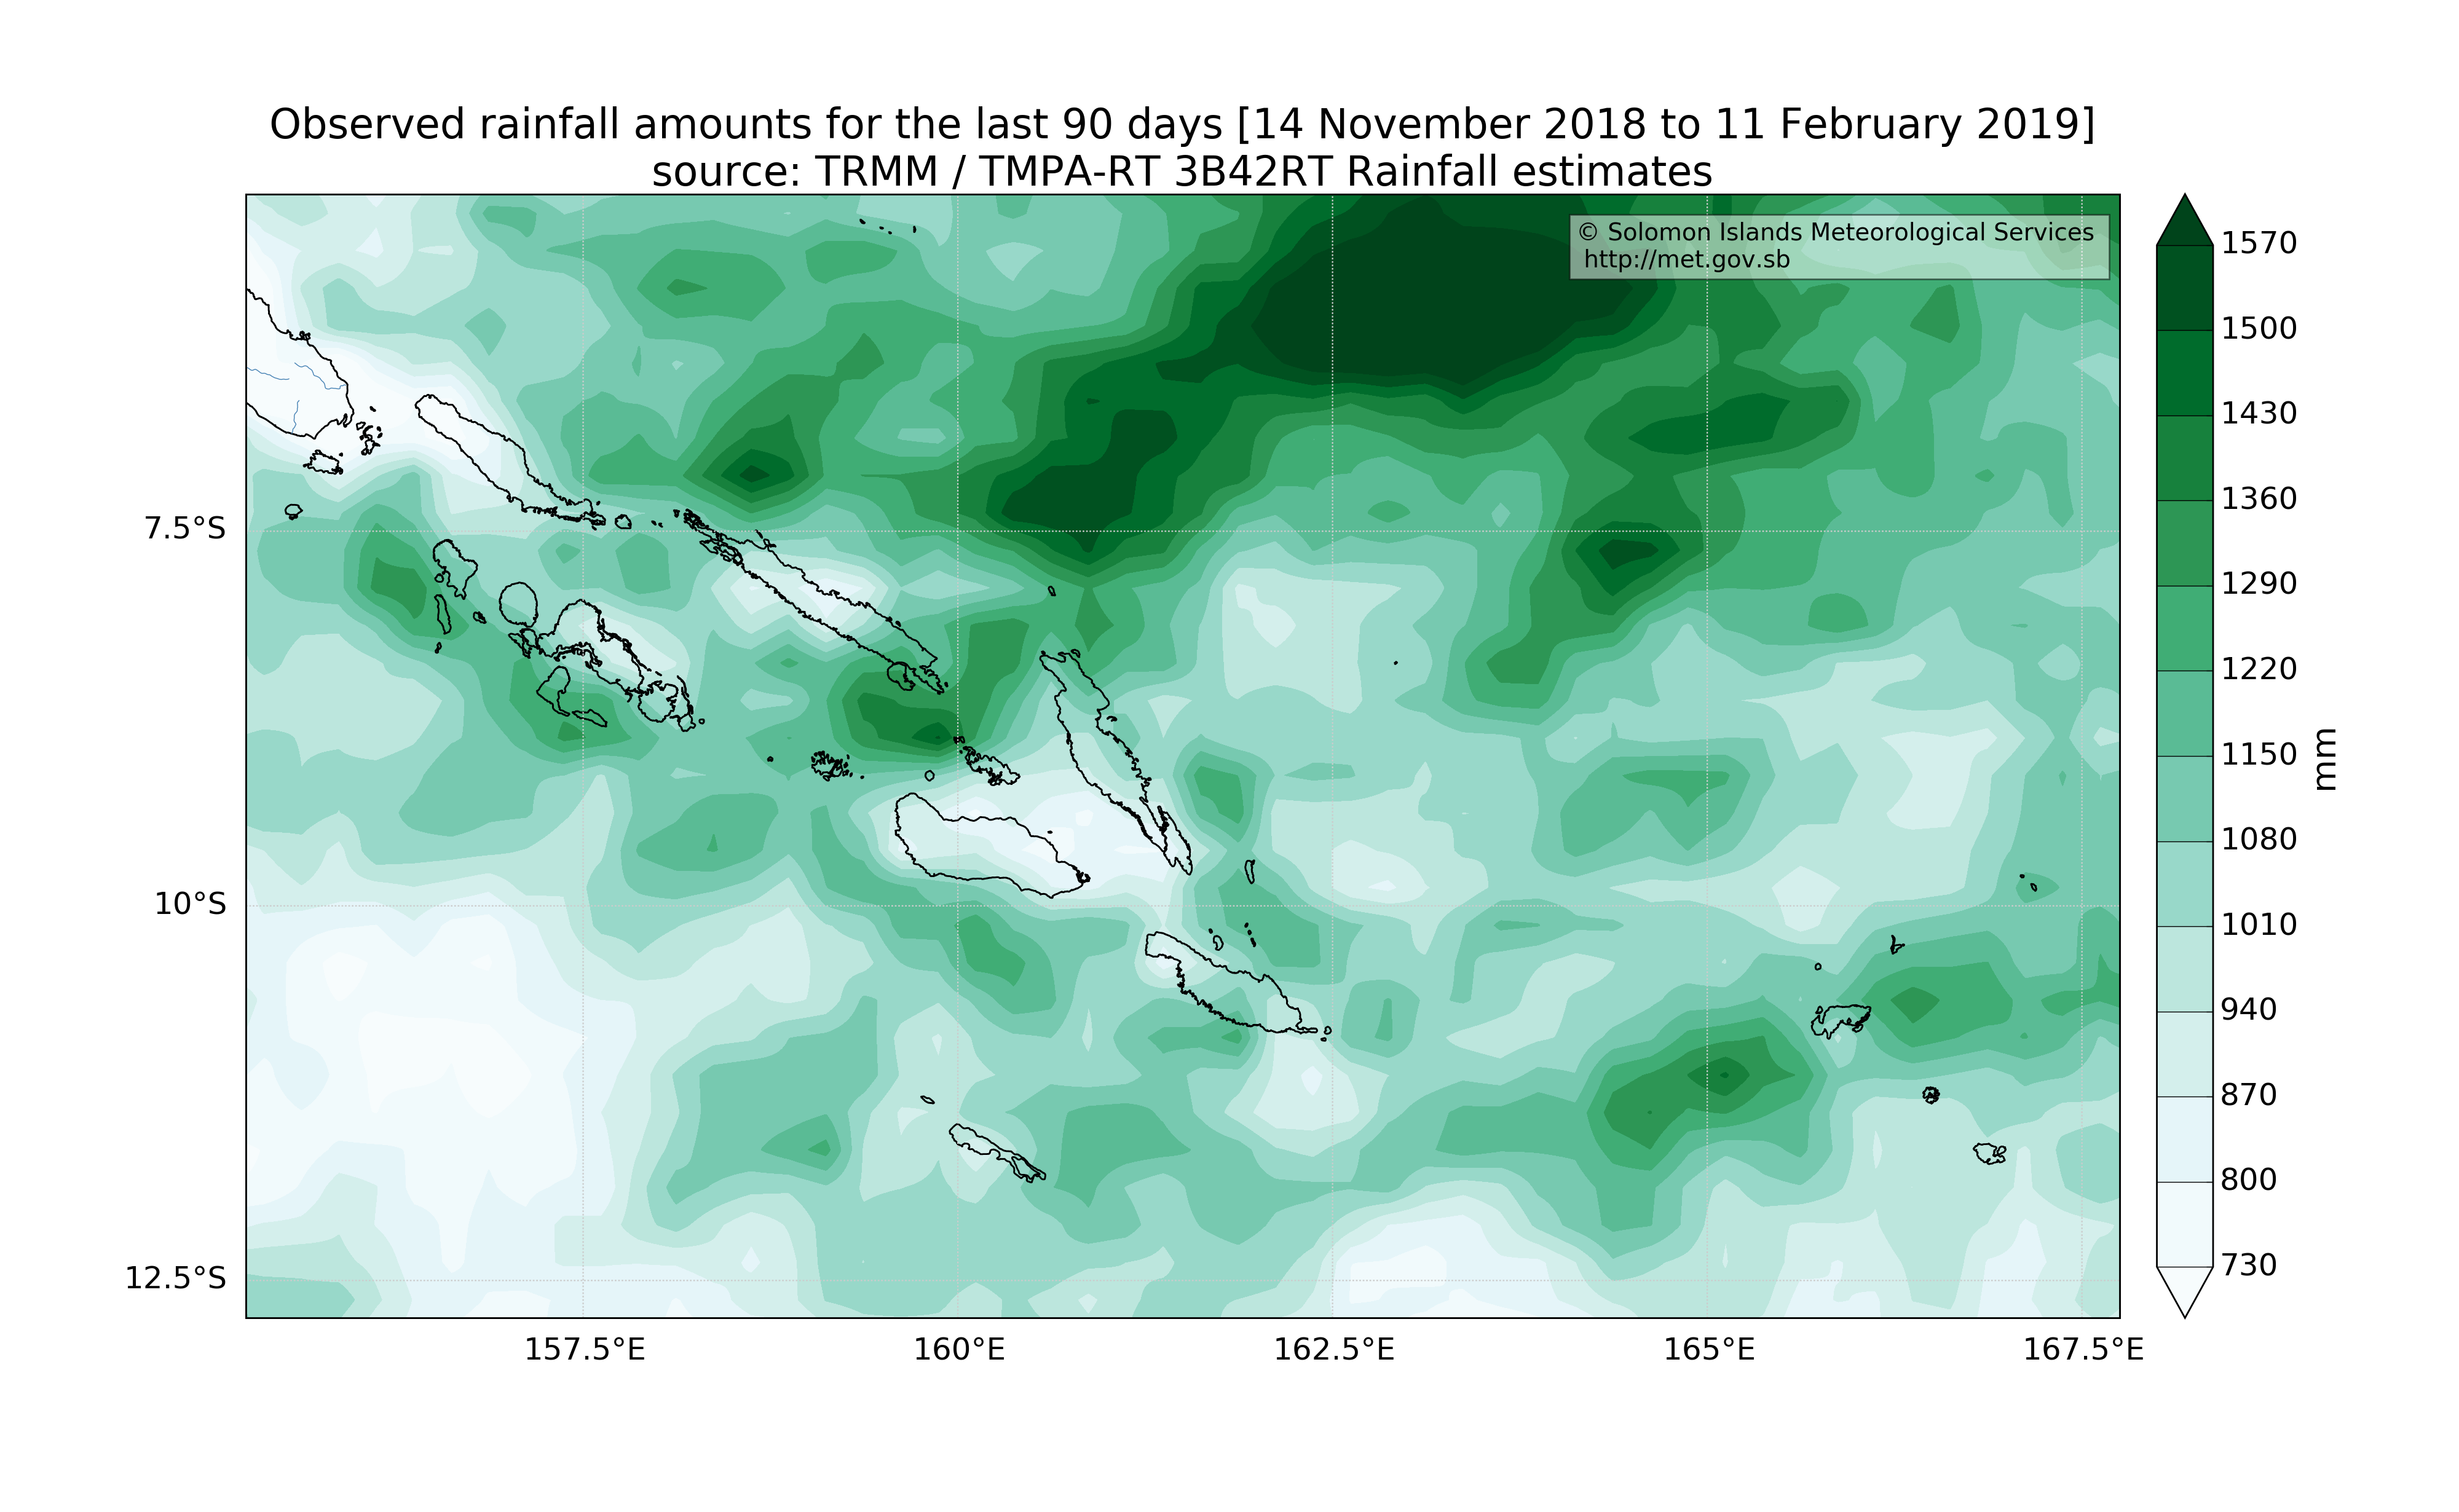 Observed rainfall amounts for the last 90 days [14 November 2018 to 11 February 2019]
source: TRMM / TMPA-RT 3B42RT Rainfall estimates
© Solomon Islands Meteorological Services
http://met.gov.sb
7.5°S
10°S
12.5°S
157.5°E
160°E
162.5°E
165°E
167.5°E
1570
1500
1430
1360
1290
1220
1150
1080
1010
940
870
800
730
mm